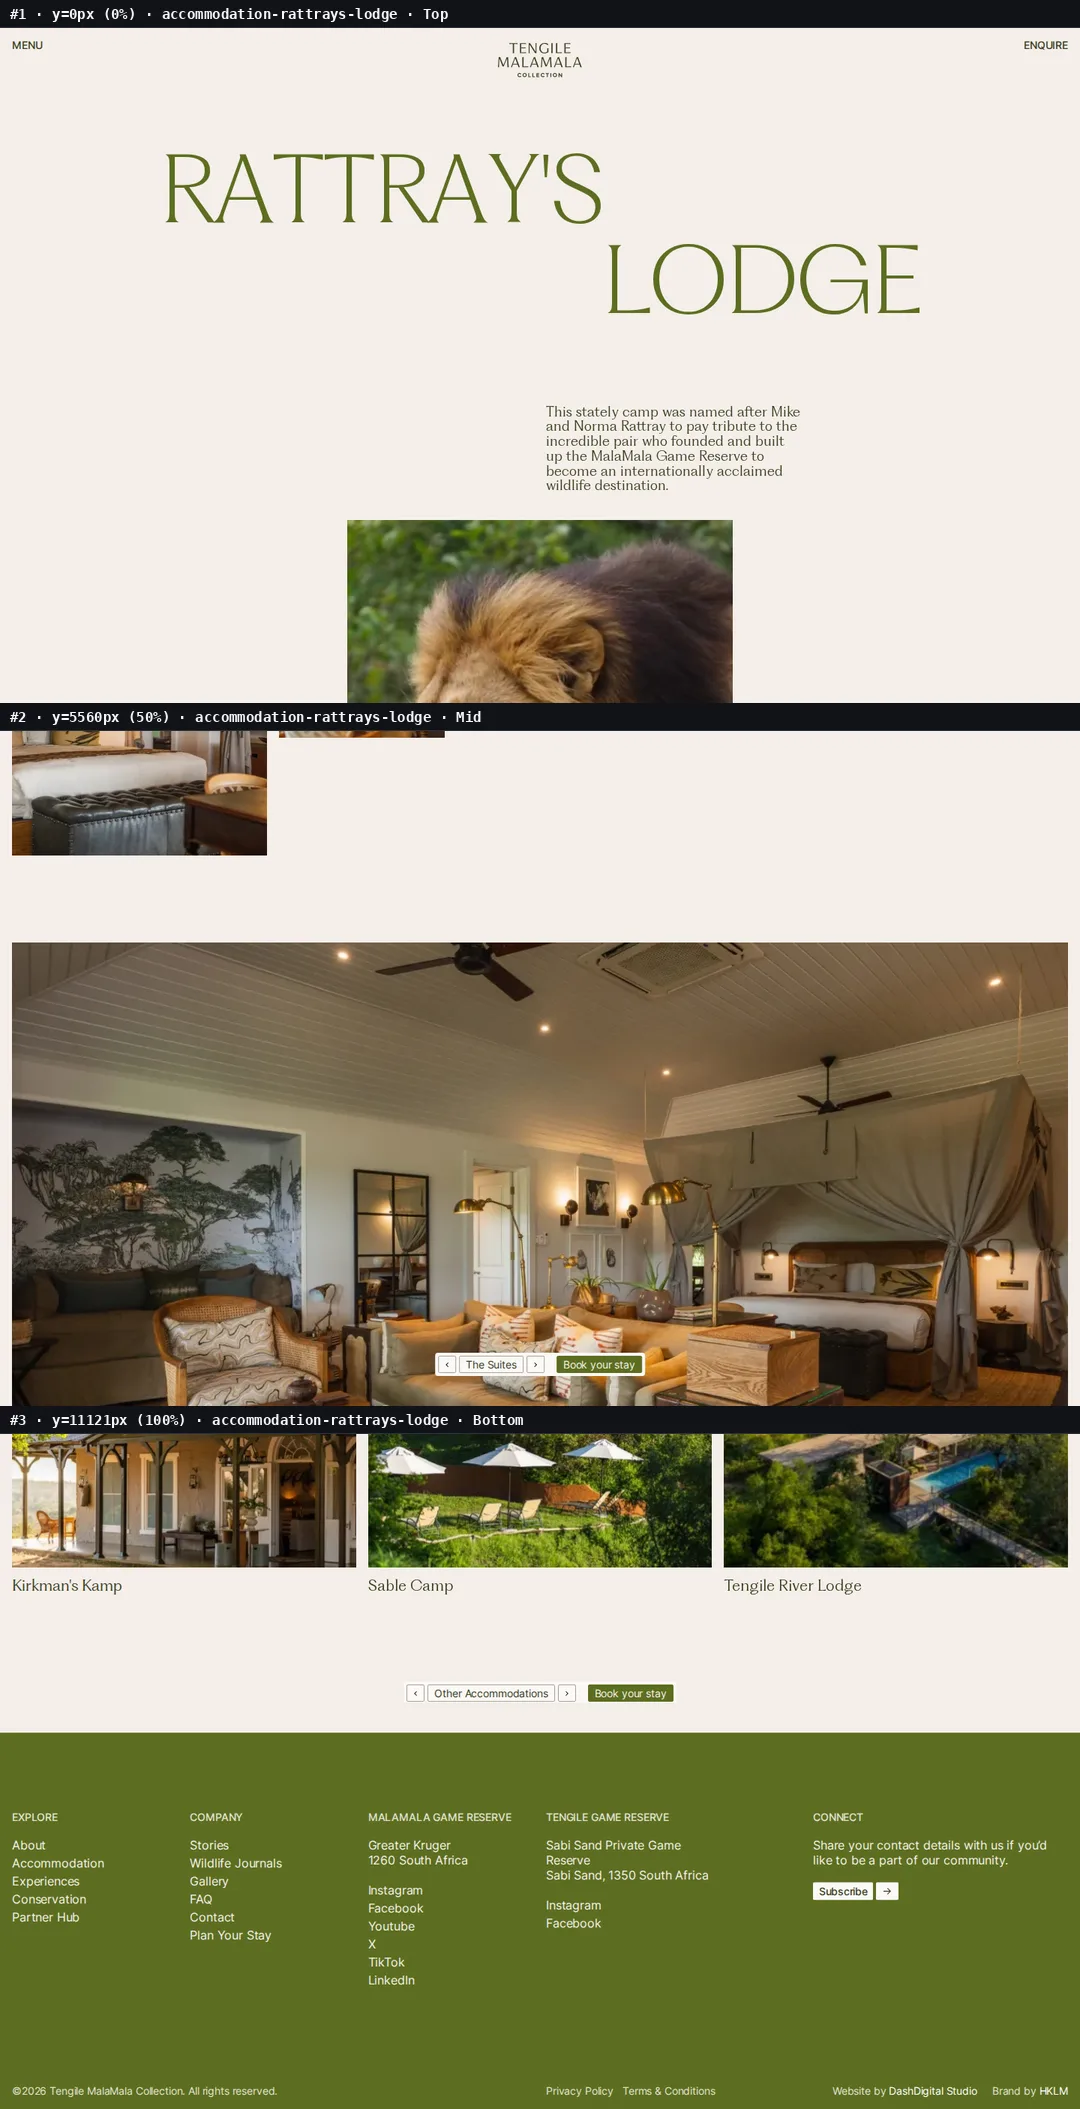 #1 · y=0px (0%) · accommodation-rattrays-lodge · Top
MENU
TENGILE
MALAMALA
COLLECTION
ENQUIRE
RATTRAY'S
LODGE
This stately camp was named after Mike
and Norma Rattray to pay tribute to the
incredible pair who founded and built
up the MalaMala Game Reserve to
become an internationally acclaimed
wildlife destination.
#2 · y=5560px (50%) · accommodation-rattrays-lodge · Mid
‹ The Suites › Book your stay
#3 · y=11121px (100%) · accommodation-rattrays-lodge · Bottom
Kirkman's Kamp
Sable Camp
Tengile River Lodge
‹ Other Accommodations › Book your stay
EXPLORE
About
Accommodation
Experiences
Conservation
Partner Hub
COMPANY
Stories
Wildlife Journals
Gallery
FAQ
Contact
Plan Your Stay
MALAMALA GAME RESERVE
Greater Kruger
1260 South Africa
Instagram
Facebook
Youtube
X
TikTok
LinkedIn
TENGILE GAME RESERVE
Sabi Sand Private Game
Reserve
Sabi Sand, 1350 South Africa
Instagram
Facebook
CONNECT
Share your contact details with us if you'd
like to be a part of our community.
Subscribe →
©2026 Tengile MalaMala Collection. All rights reserved.
Privacy Policy Terms & Conditions
Website by DashDigital Studio Brand by HKLM